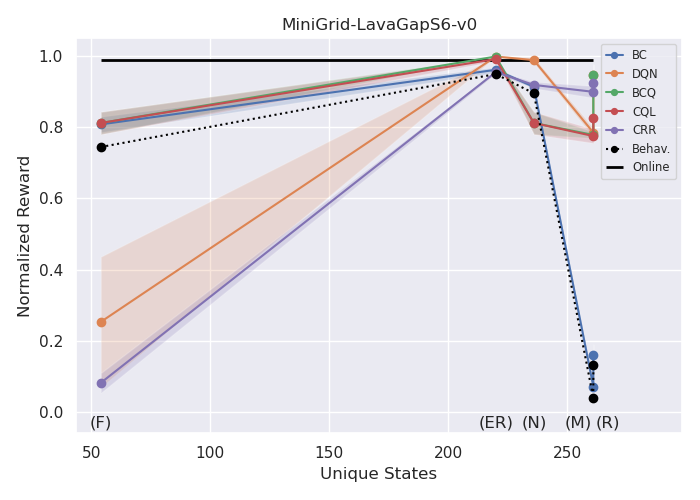 MiniGrid-LavaGapS6-v0
Normalized Reward
1.0
0.8
0.6
0.4
0.2
0.0
BC
DQN
BCQ
CQL
CRR
Behav.
Online
(F) (ER) (N) (M) (R)
50 100 150 200 250
Unique States